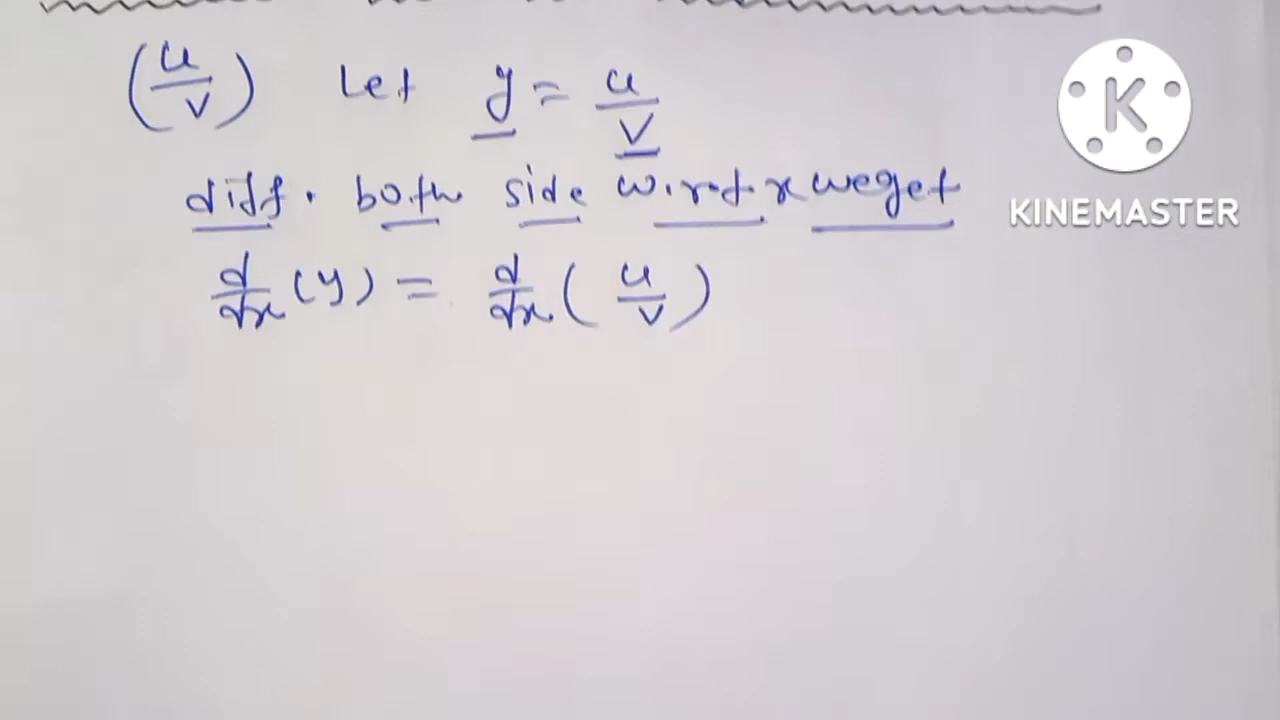 (u/v) Let y = u/v
diff. both side w.r.t x we get
d/dx (y) = d/dx (u/v)
K
KINEMASTER